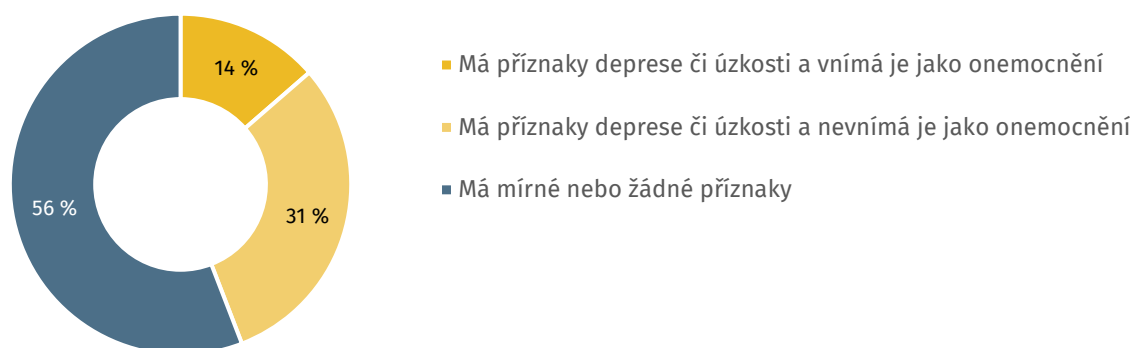 14 %
Má příznaky deprese či úzkosti a vnímá je jako onemocnění
Má příznaky deprese či úzkosti a nevnímá je jako onemocnění
Má mírné nebo žádné příznaky
56 %
31 %